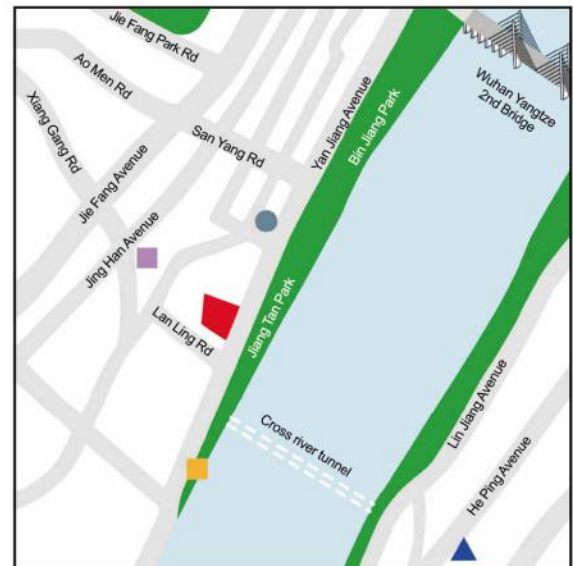 Jie Fang Park Rd
Ao Men Rd
Xiang Gang Rd
San Yang Rd
Yan Jiang Avenue
Bin Jiang Park
Wuhan Yangtze
2nd Bridge
Jie Fang Avenue
Jing Han Avenue
Lan Ling Rd
Jiang Tan Park
Cross river tunnel
Lin Jiang Avenue
He Ping Avenue